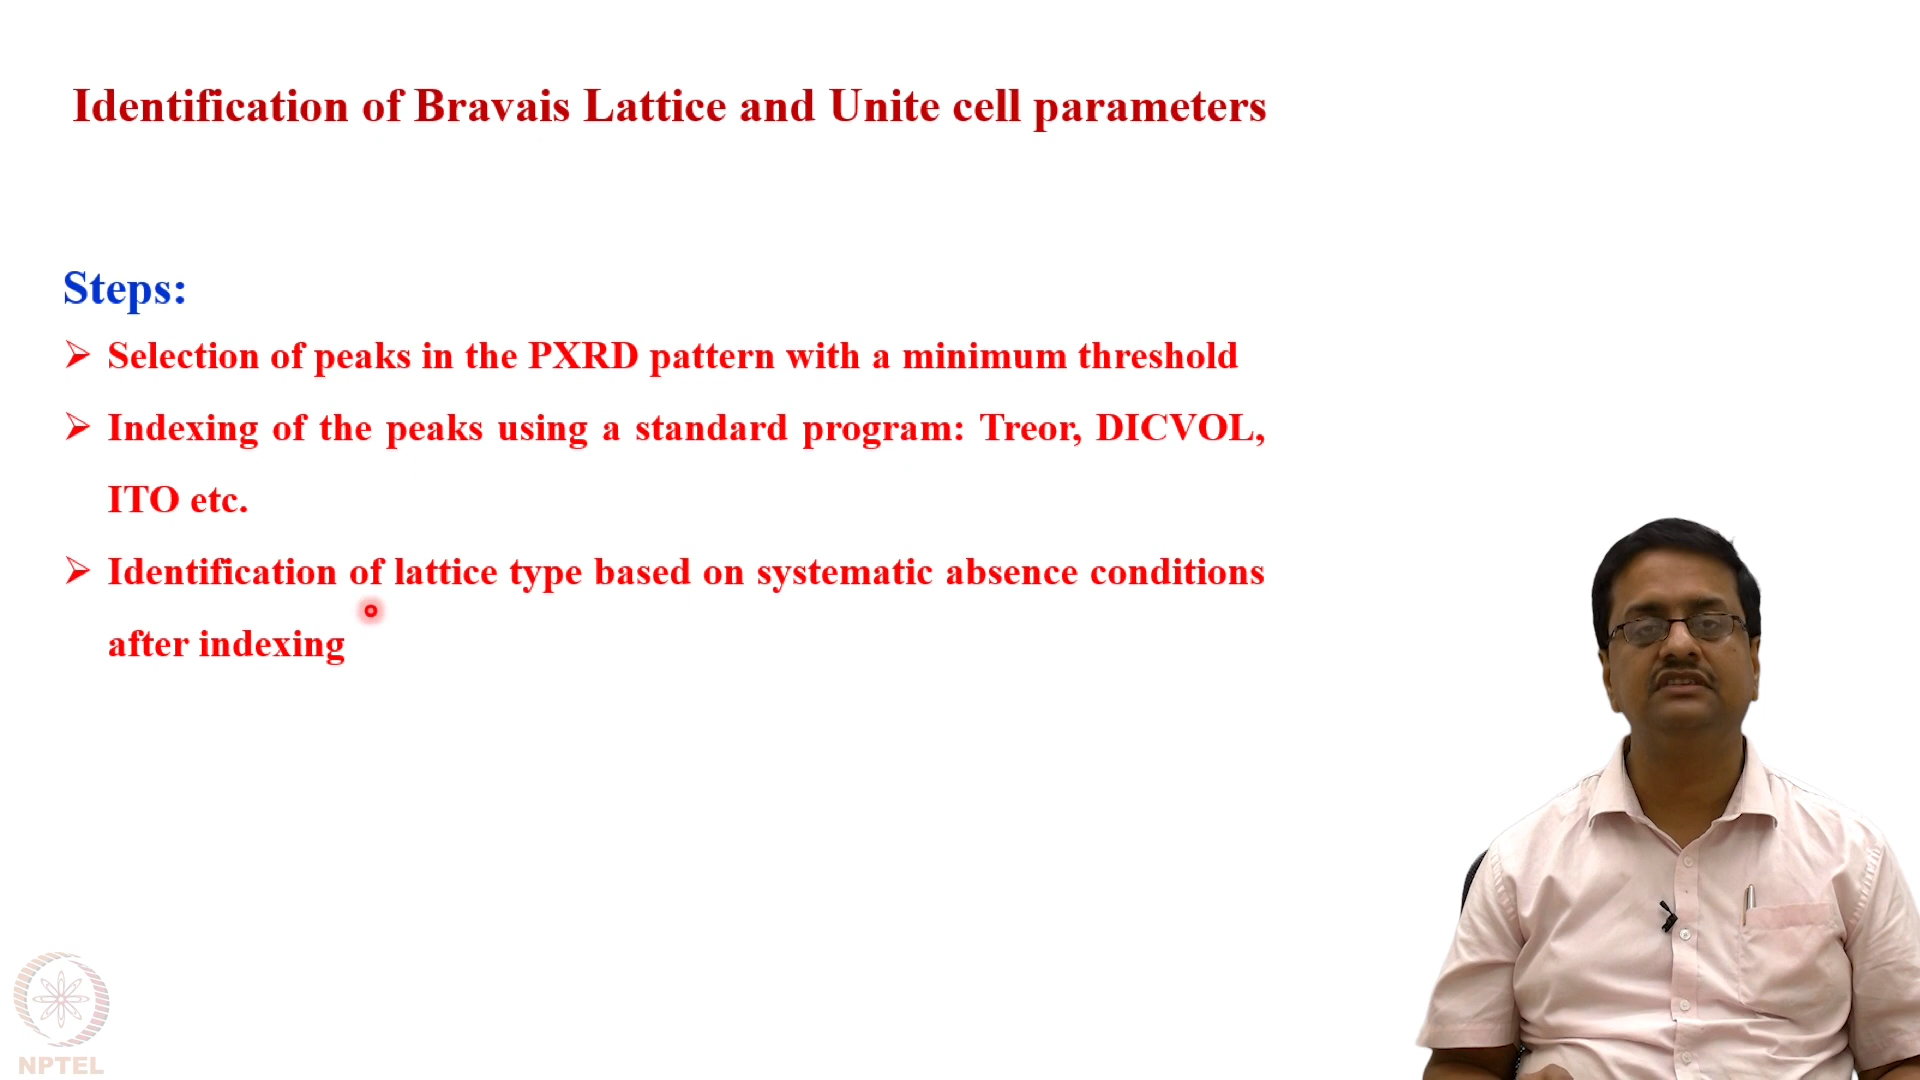 Identification of Bravais Lattice and Unite cell parameters
Steps:
➢ Selection of peaks in the PXRD pattern with a minimum threshold
➢ Indexing of the peaks using a standard program: Treor, DICVOL,
ITO etc.
➢ Identification of lattice type based on systematic absence conditions
after indexing
NPTEL